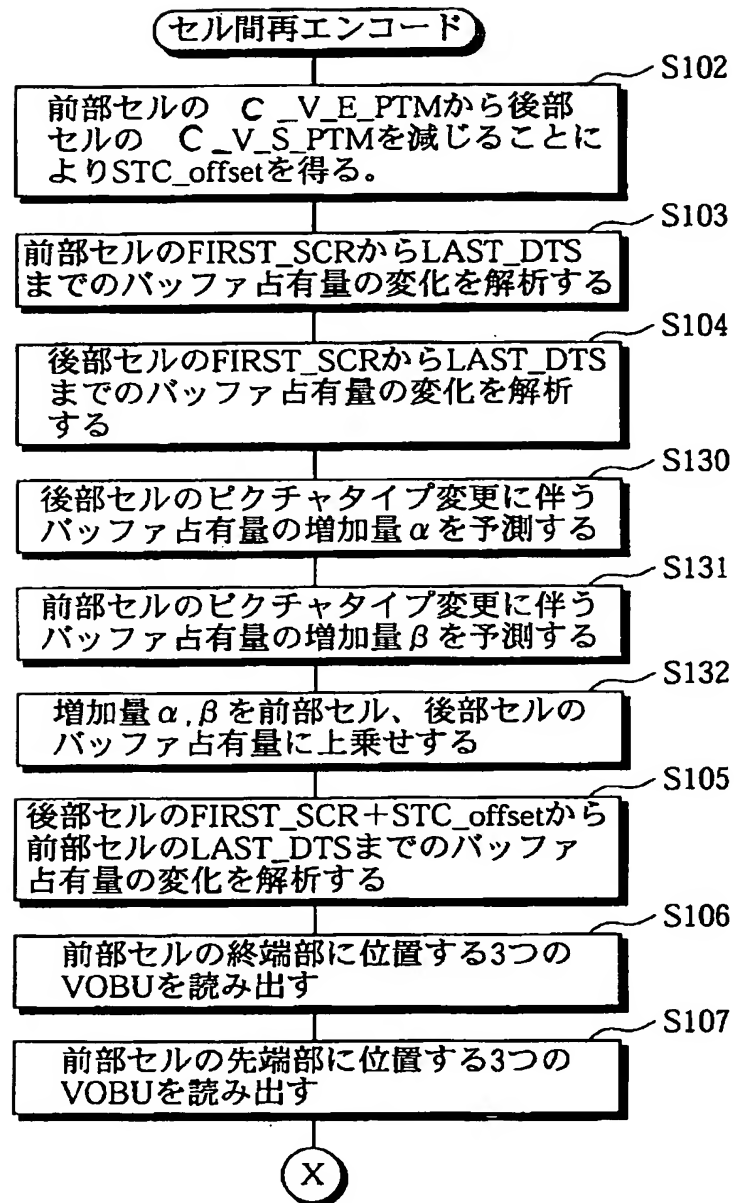 セル間再エンコード
S102
前部セルの C_V_E_PTMから後部
セルの C_V_S_PTMを減じることに
よりSTC_offsetを得る。
S103
前部セルのFIRST_SCRからLAST_DTS
までのバッファ占有量の変化を解析する
S104
後部セルのFIRST_SCRからLAST_DTS
までのバッファ占有量の変化を解析
する
S130
後部セルのピクチャタイプ変更に伴う
バッファ占有量の増加量αを予測する
S131
前部セルのピクチャタイプ変更に伴う
バッファ占有量の増加量βを予測する
S132
増加量α,βを前部セル、後部セルの
バッファ占有量に上乗せする
S105
後部セルのFIRST_SCR+STC_offsetから
前部セルのLAST_DTSまでのバッファ
占有量の変化を解析する
S106
前部セルの終端部に位置する3つの
VOBUを読み出す
S107
前部セルの先端部に位置する3つの
VOBUを読み出す
X